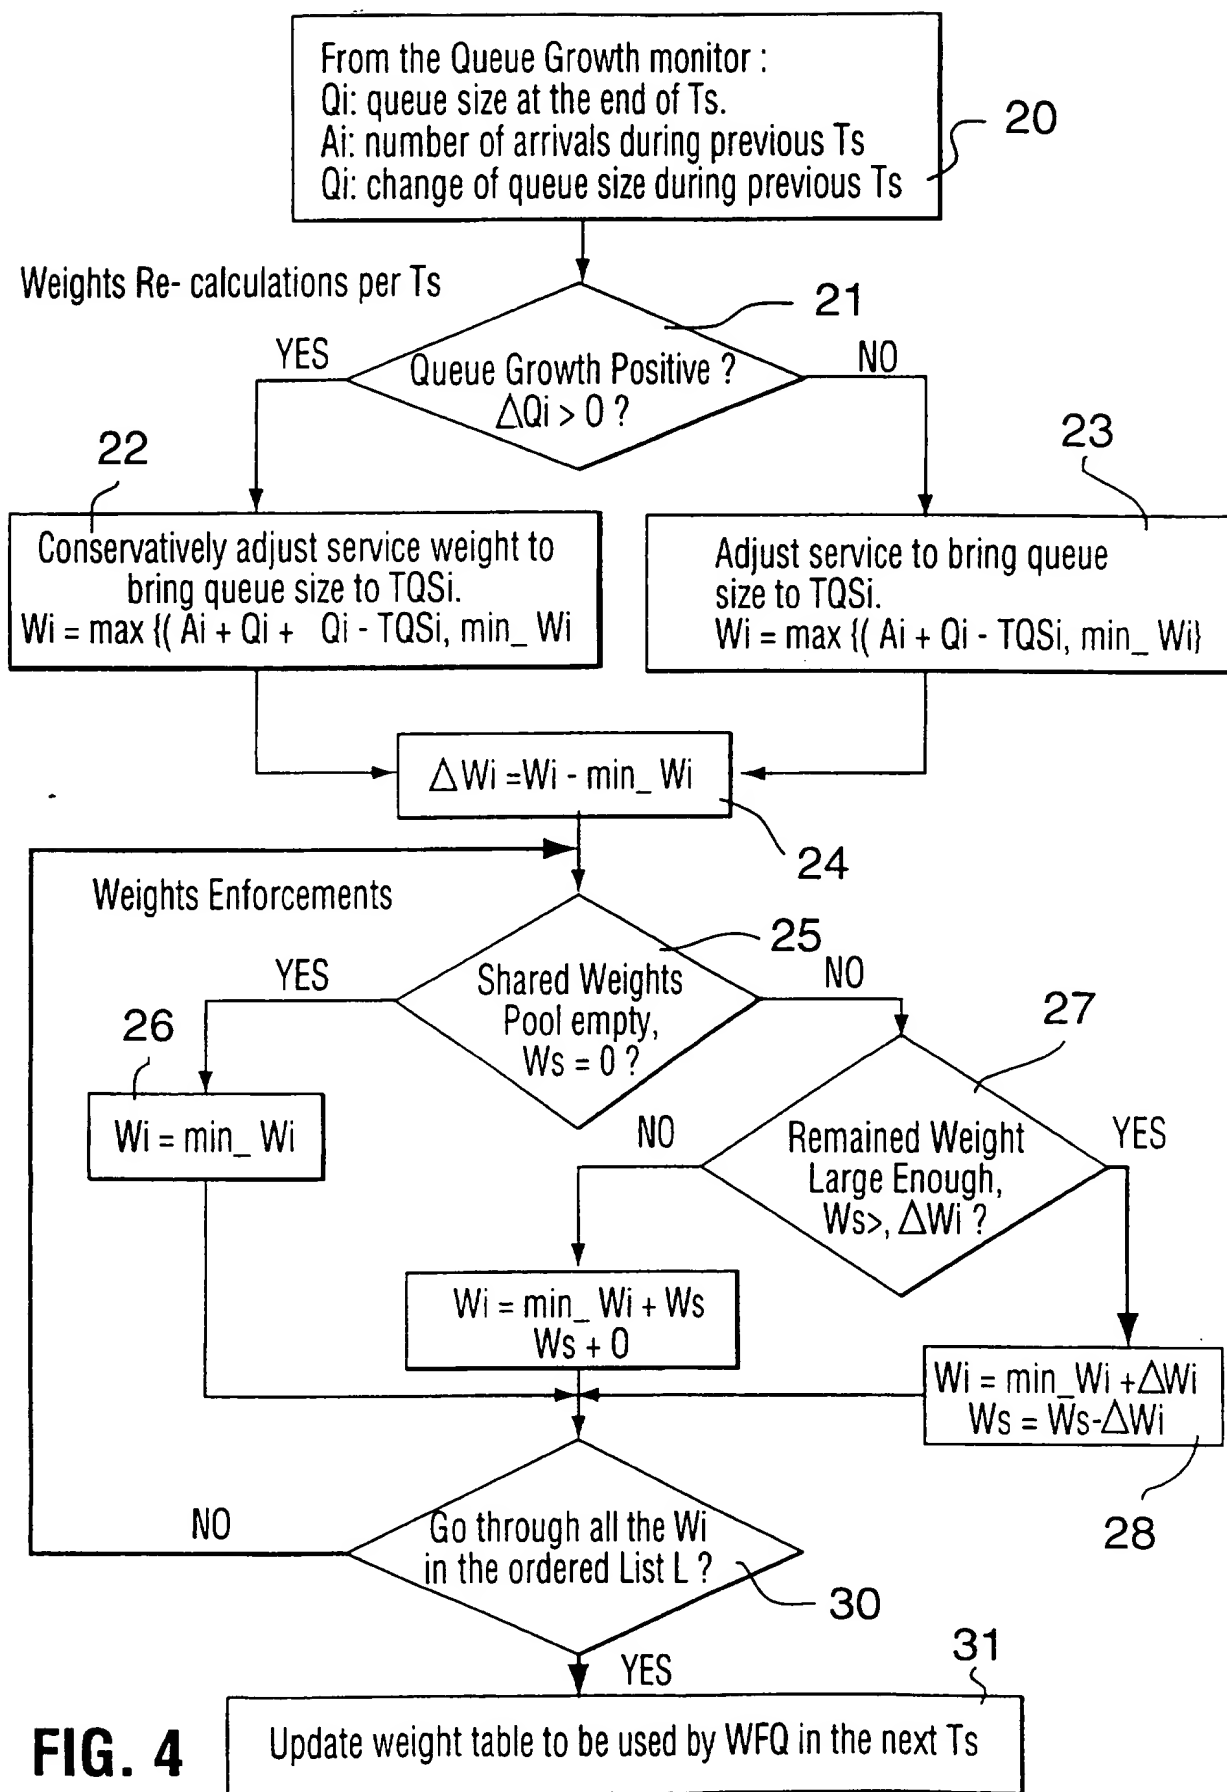 From the Queue Growth monitor :
Qi: queue size at the end of Ts.
Ai: number of arrivals during previous Ts
Qi: change of queue size during previous Ts
20
Weights Re- calculations per Ts
21
YES
Queue Growth Positive ?
ΔQi > 0 ?
NO
22
23
Conservatively adjust service weight to
bring queue size to TQSi.
Wi = max {( Ai + Qi + Qi - TQSi, min_ Wi
Adjust service to bring queue
size to TQSi.
Wi = max {( Ai + Qi - TQSi, min_ Wi}
ΔWi =Wi - min_ Wi
24
Weights Enforcements
25
YES
Shared Weights
Pool empty,
Ws = 0 ?
NO
26
27
Wi = min_ Wi
NO
Remained Weight
Large Enough,
Ws>, ΔWi ?
YES
Wi = min_ Wi + Ws
Ws + 0
Wi = min_Wi +ΔWi
Ws = Ws-ΔWi
28
NO
Go through all the Wi
in the ordered List L ?
30
YES
31
Update weight table to be used by WFQ in the next Ts
FIG. 4